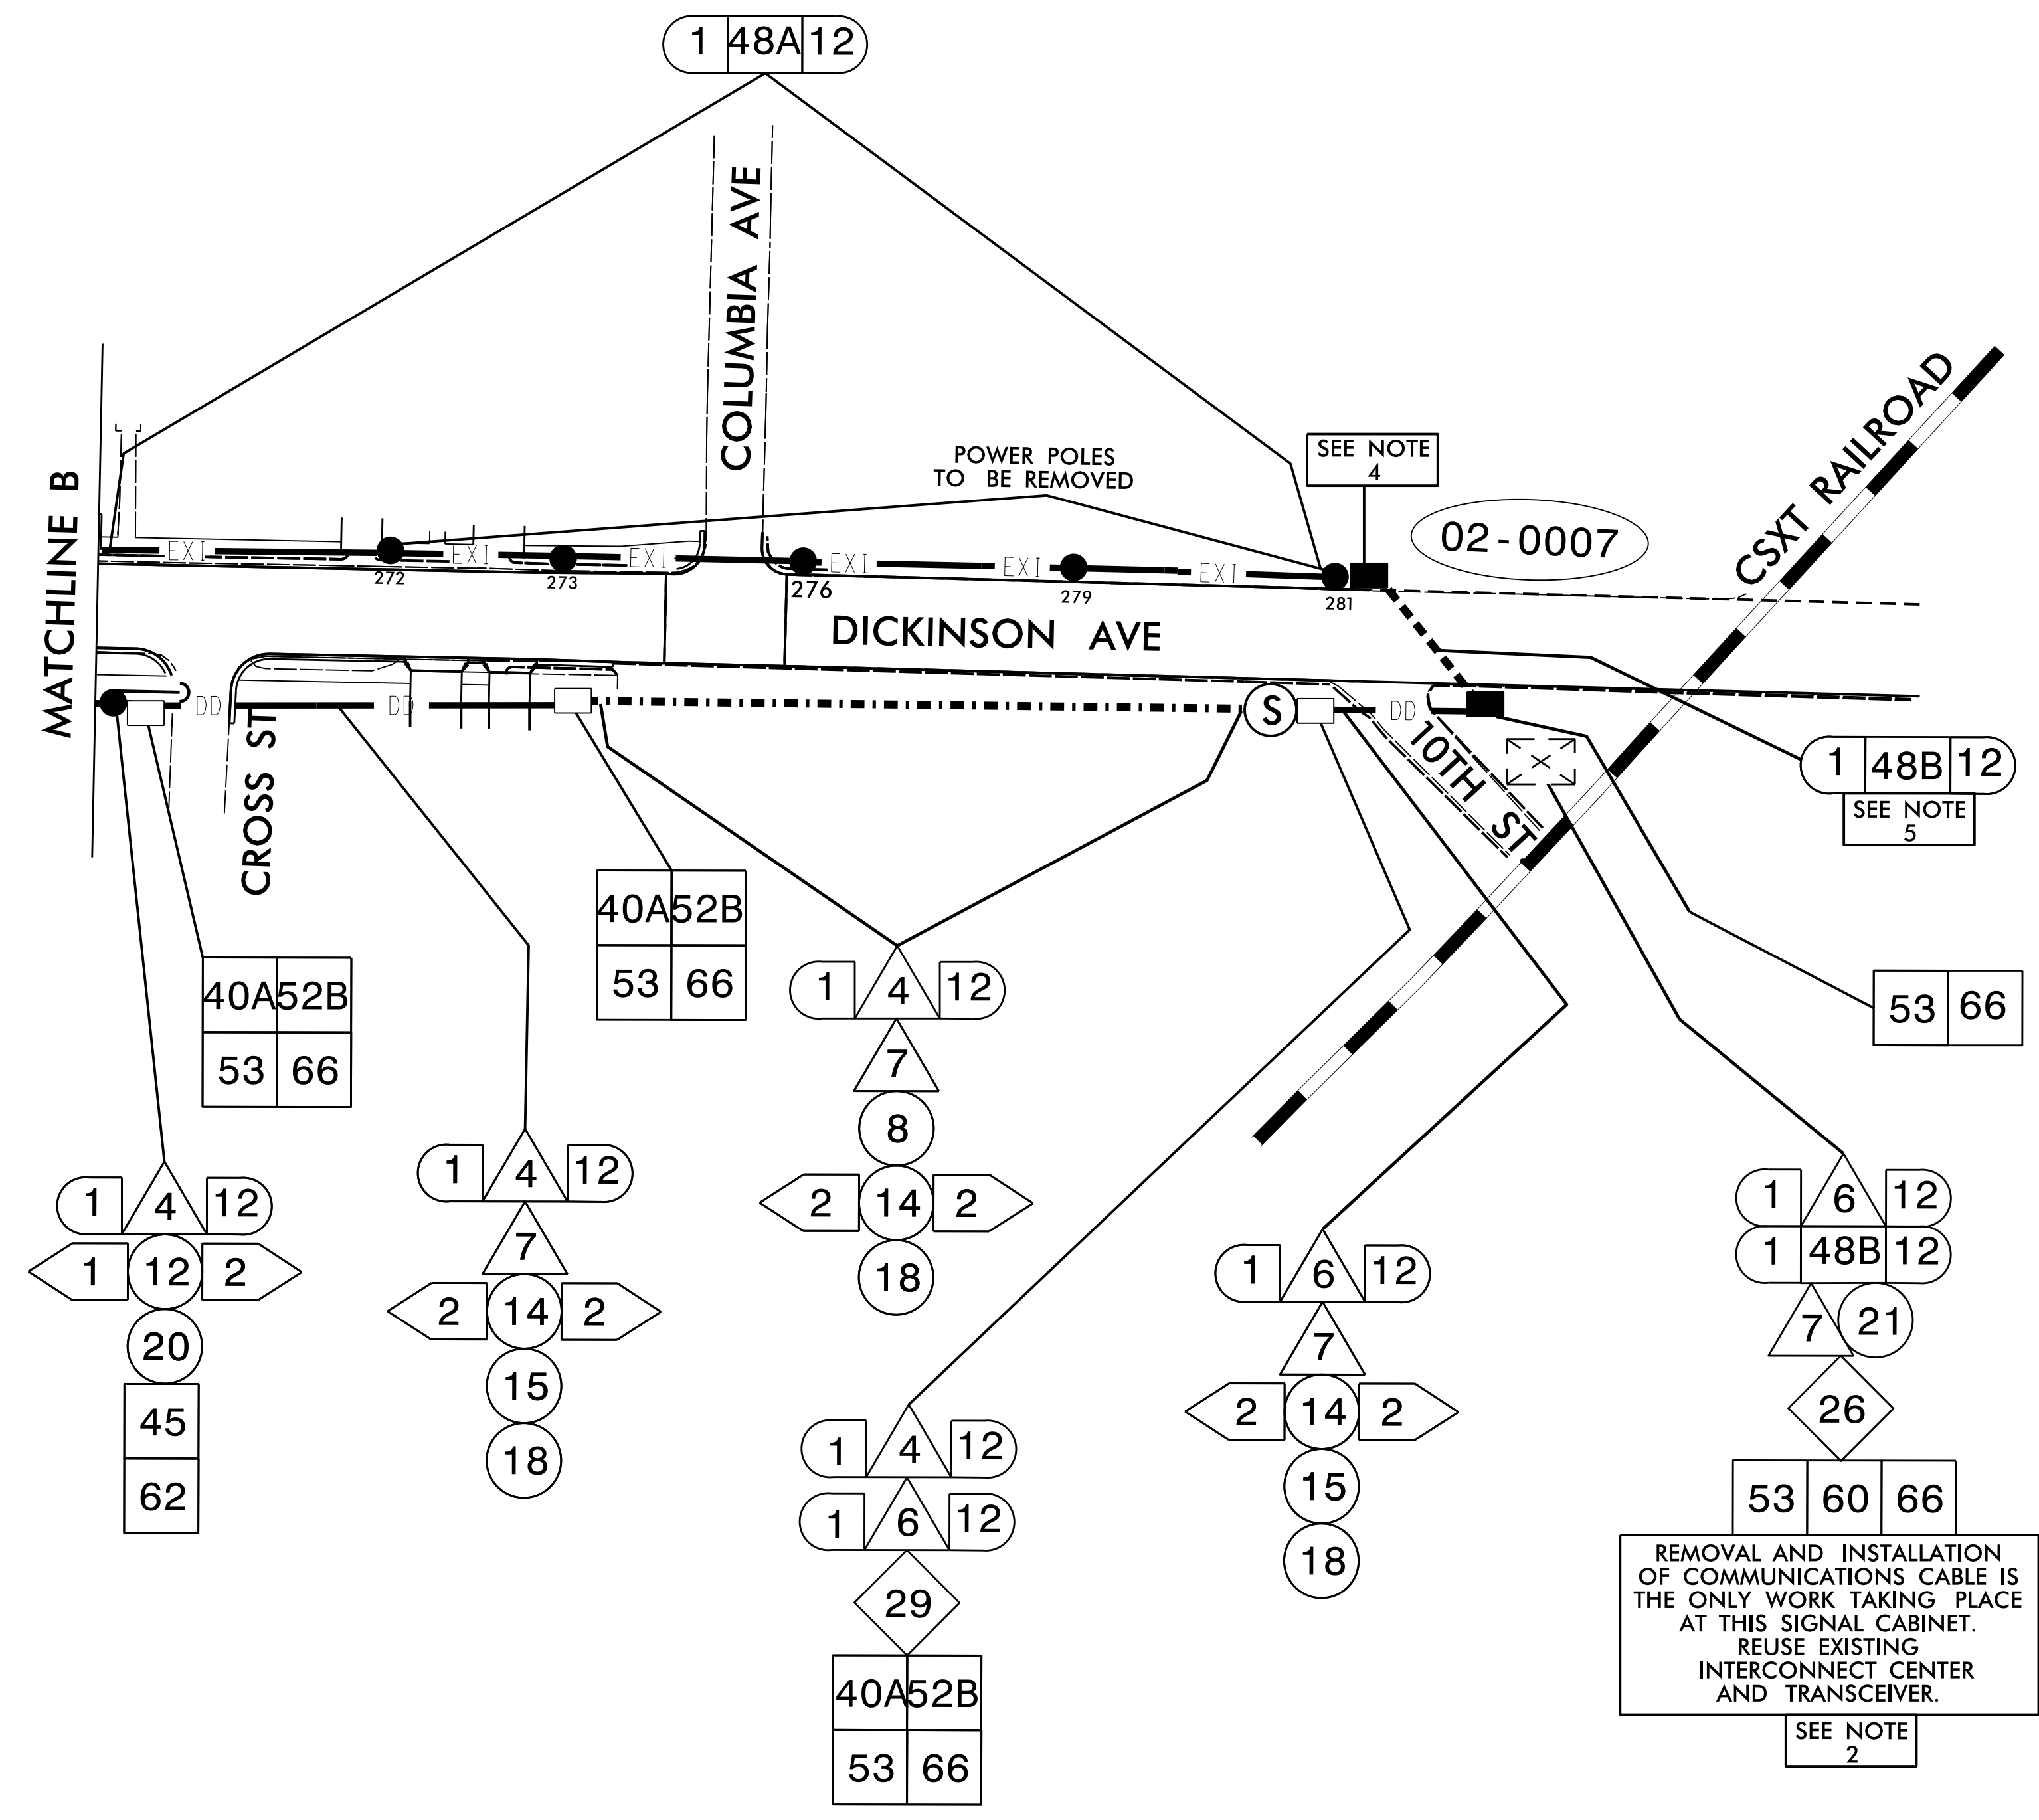 1 48A 12
COLUMBIA AVE
CSXT RAILROAD
POWER POLES
TO BE REMOVED
SEE NOTE
4
02-0007
MATCHLINE B
EXI EXI EXI EXI EXI EXI
272 273 276 279 281
DICKINSON AVE
DD DD S DD
CROSS ST
10TH ST
1 48B 12
SEE NOTE
5
40A 52B
53 66
40A 52B
53 66
53 66
1 4 12
7
8
2 14 2
18
1 4 12
1 12 2
20
45
62
1 4 12
7
2 14 2
15
18
1 4 12
1 6 12
29
40A 52B
53 66
1 6 12
7
2 14 2
15
18
1 6 12
1 48B 12
7 21
26
53 60 66
REMOVAL AND INSTALLATION
OF COMMUNICATIONS CABLE IS
THE ONLY WORK TAKING PLACE
AT THIS SIGNAL CABINET.
REUSE EXISTING
INTERCONNECT CENTER
AND TRANSCEIVER.
SEE NOTE
2